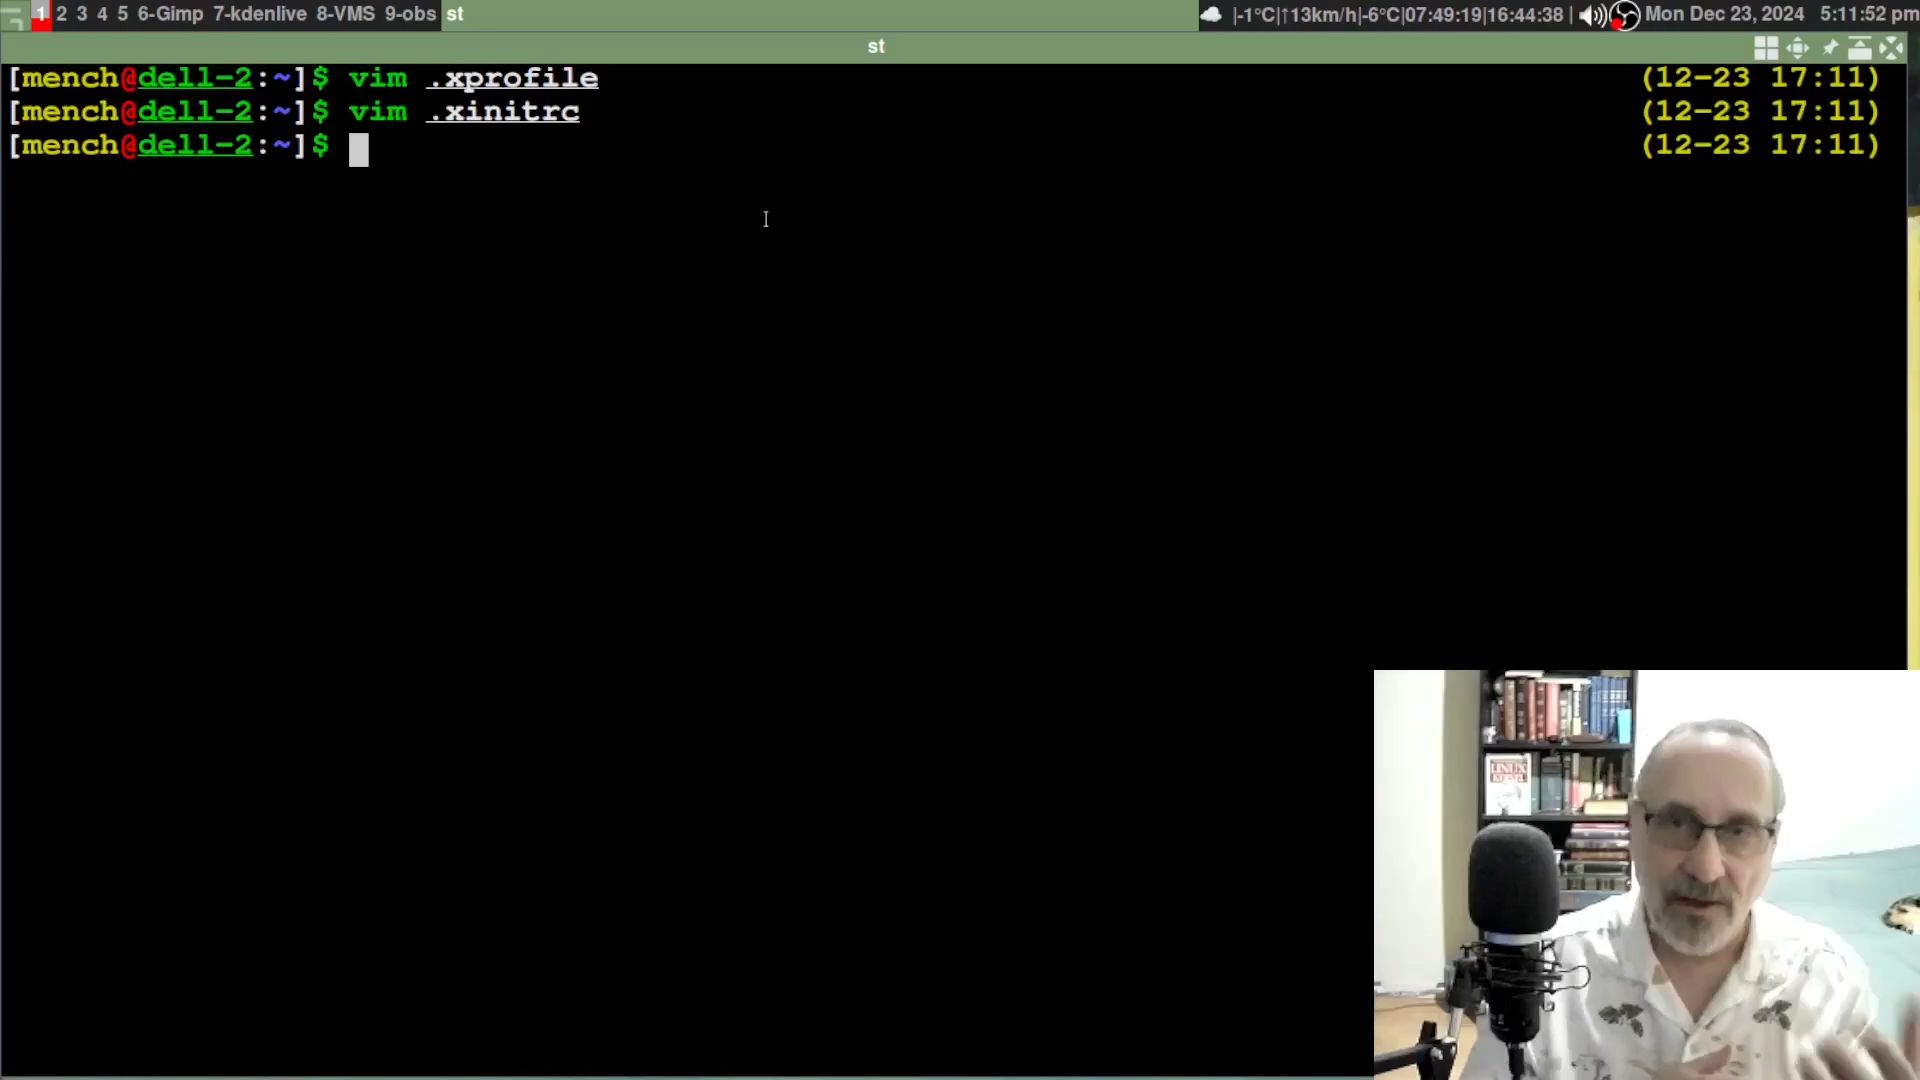 1 2 3 4 5 6-Gimp 7-kdenlive 8-VMS 9-obs st |-1°C|↑13km/h|-6°C|07:49:19|16:44:38 | Mon Dec 23, 2024 5:11:52 pm
st
[mench@dell-2:~]$ vim .xprofile (12-23 17:11)
[mench@dell-2:~]$ vim .xinitrc (12-23 17:11)
[mench@dell-2:~]$ (12-23 17:11)
LINUX
KERNEL